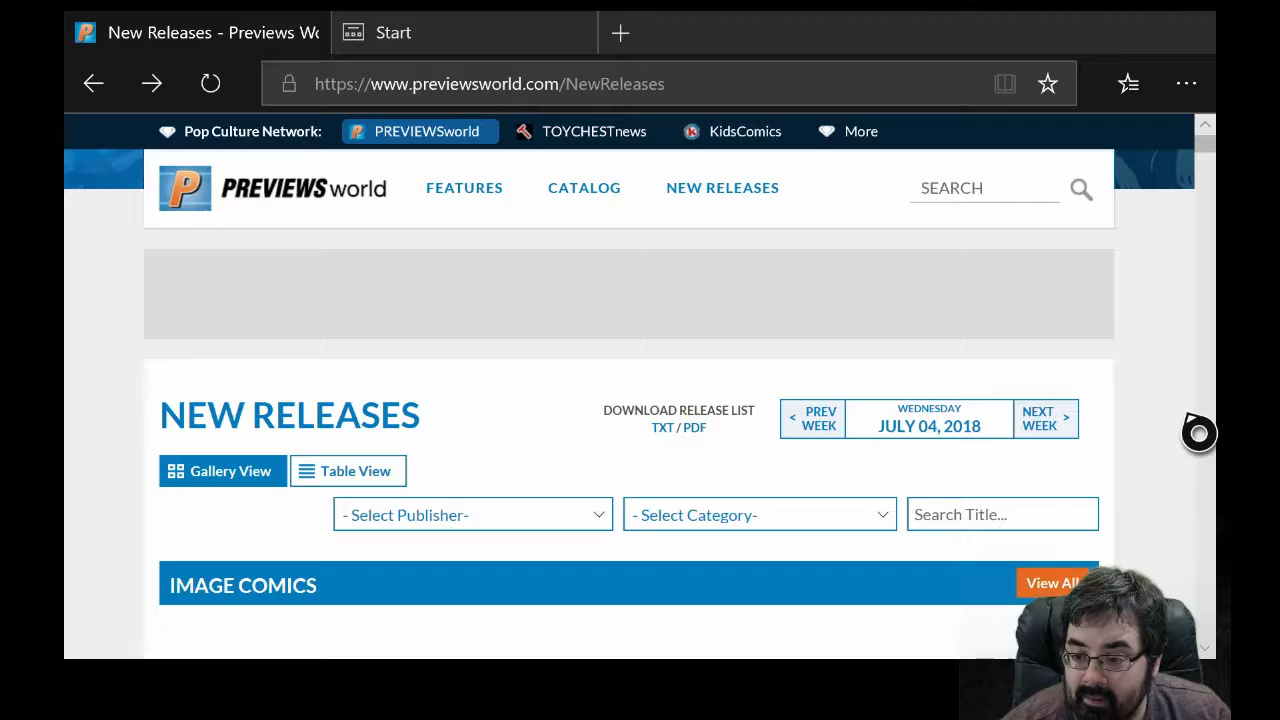 New Releases - Previews Wo
Start
https://www.previewsworld.com/NewReleases
Pop Culture Network: PREVIEWSworld TOYCHESTnews KidsComics More
P PREVIEWSworld FEATURES CATALOG NEW RELEASES SEARCH
NEW RELEASES
DOWNLOAD RELEASE LIST
TXT / PDF
< PREV WEEK
WEDNESDAY
JULY 04, 2018
NEXT WEEK >
Gallery View Table View
- Select Publisher- - Select Category- Search Title...
IMAGE COMICS View All